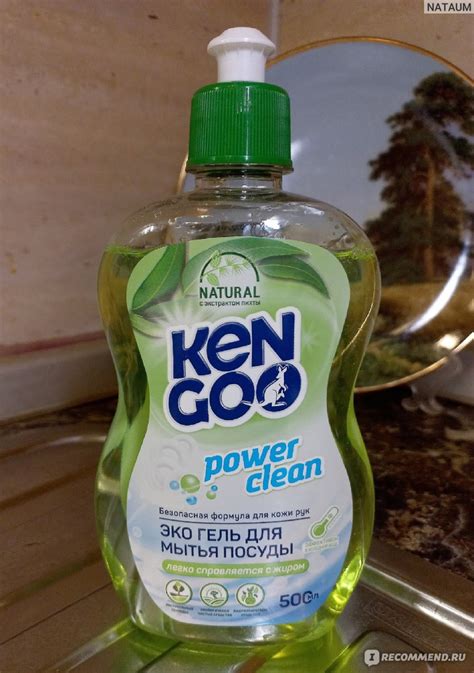 NATAUM
NATURAL
С ЭКСТРАКТОМ ПИХТЫ
KeN
GOO
power
clean
Безопасная формула для кожи рук
ЭКО ГЕЛЬ ДЛЯ
МЫТЬЯ ПОСУДЫ
легко справляется с жиром
500мл
IRECOMMEND.RU